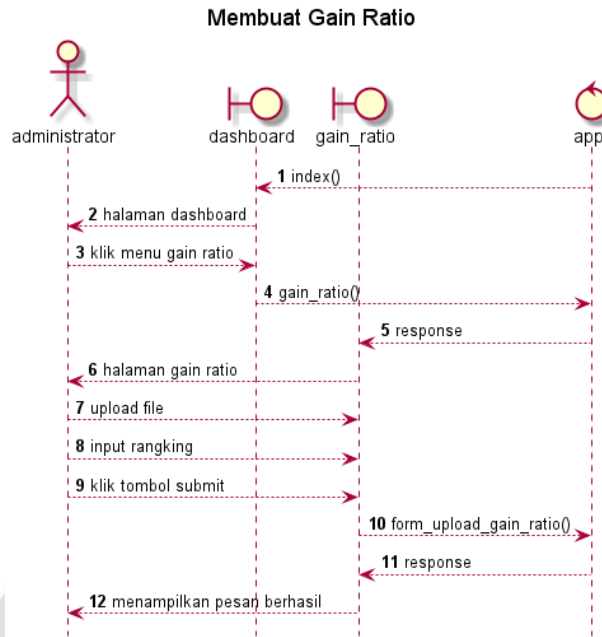 Membuat Gain Ratio
administrator dashboard gain_ratio app
1 index()
2 halaman dashboard
3 klik menu gain ratio
4 gain_ratio()
5 response
6 halaman gain ratio
7 upload file
8 input rangking
9 klik tombol submit
10 form_upload_gain_ratio()
11 response
12 menampilkan pesan berhasil